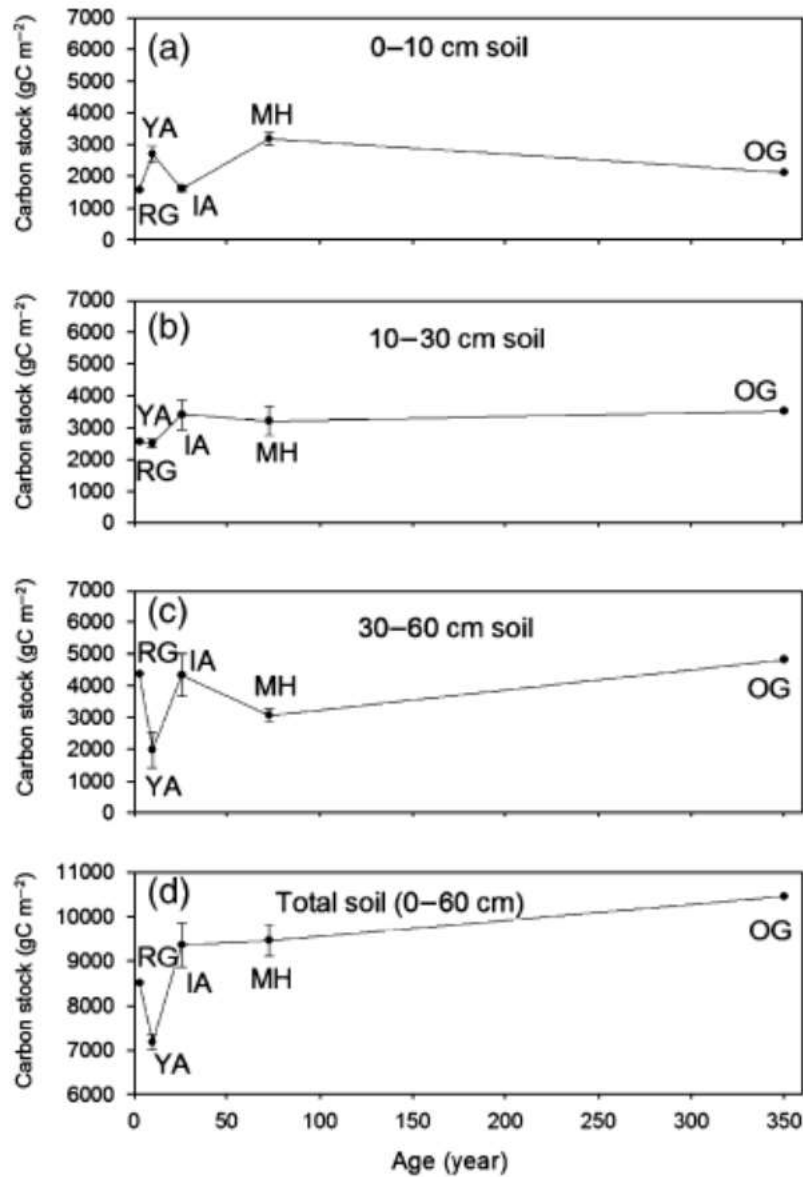 7000
(a)
0–10 cm soil
6000
5000
4000
MH
3000
YA
OG
2000
1000
RG
IA
0
Carbon stock (gC m⁻²)
7000
(b)
10–30 cm soil
6000
5000
4000
YA
OG
3000
IA
MH
2000
RG
1000
0
Carbon stock (gC m⁻²)
7000
(c)
30–60 cm soil
6000
5000
RG
IA
4000
MH
OG
3000
2000
1000
YA
0
Carbon stock (gC m⁻²)
11000
(d)
Total soil (0–60 cm)
10000
OG
9000
RG
IA
MH
8000
7000
YA
6000
Carbon stock (gC m⁻²)
0 50 100 150 200 250 300 350
Age (year)